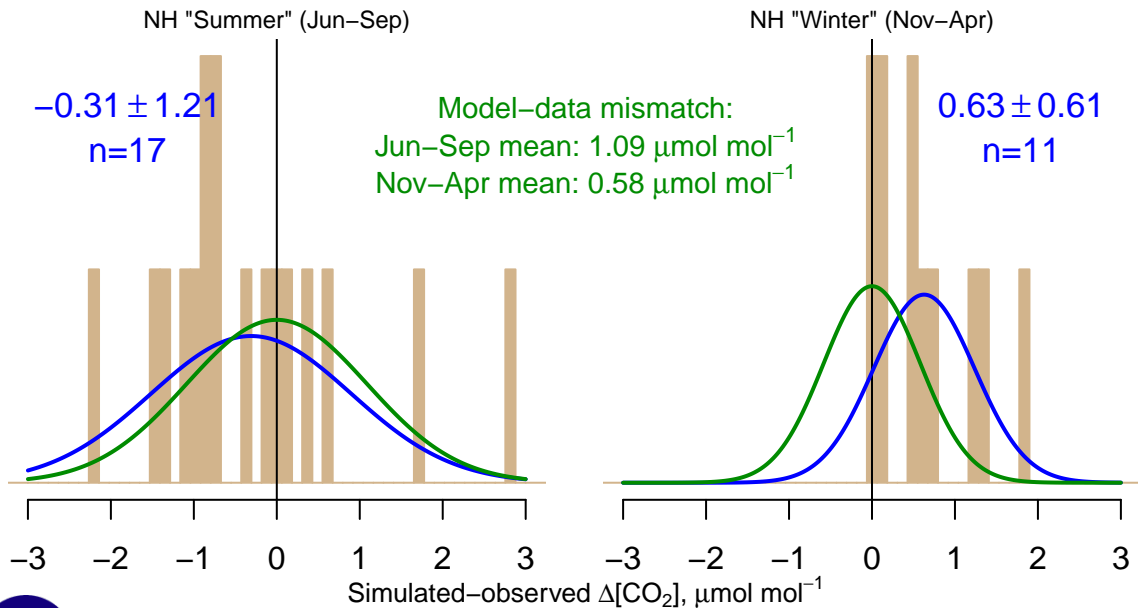 NH "Summer" (Jun−Sep)
−0.31 ± 1.21
n=17
Model−data mismatch:
Jun−Sep mean: 1.09 μmol mol⁻¹
Nov−Apr mean: 0.58 μmol mol⁻¹
NH "Winter" (Nov−Apr)
0.63 ± 0.61
n=11
−3 −2 −1 0 1 2 3
−3 −2 −1 0 1 2 3
Simulated−observed Δ[CO₂], μmol mol⁻¹